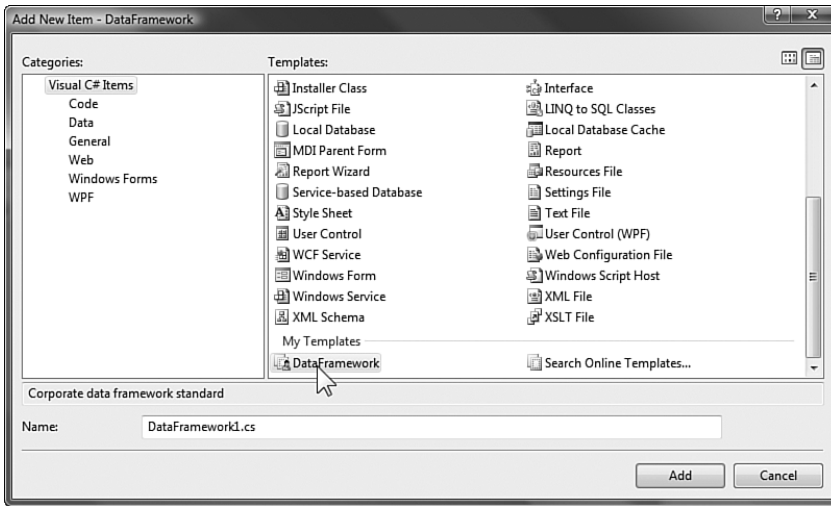 Add New Item - DataFramework
Categories:
Templates:
Visual C# Items
Code
Data
General
Web
Windows Forms
WPF
Installer Class
Interface
JScript File
LINQ to SQL Classes
Local Database
Local Database Cache
MDI Parent Form
Report
Report Wizard
Resources File
Service-based Database
Settings File
Style Sheet
Text File
User Control
User Control (WPF)
WCF Service
Web Configuration File
Windows Form
Windows Script Host
Windows Service
XML File
XML Schema
XSLT File
My Templates
DataFramework
Search Online Templates...
Corporate data framework standard
Name:
DataFramework1.cs
Add
Cancel